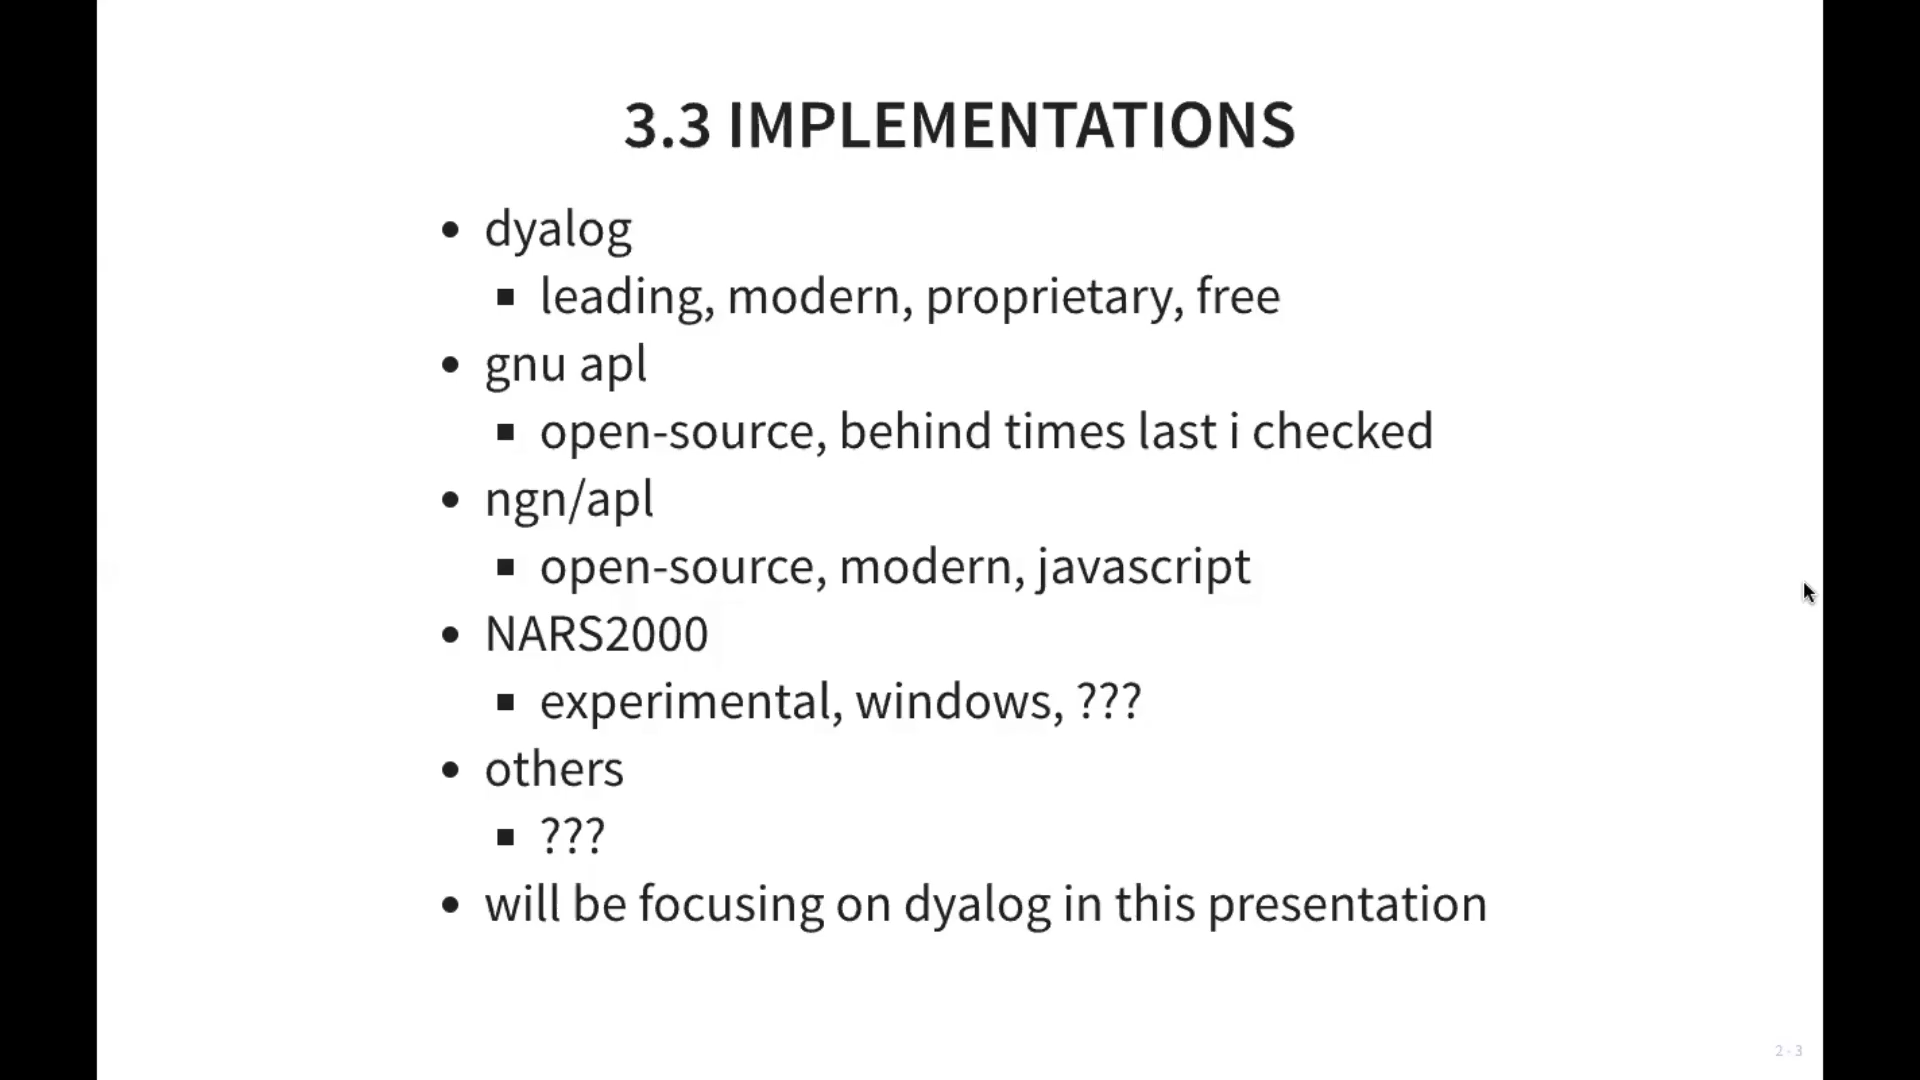 3.3 IMPLEMENTATIONS
dyalog
leading, modern, proprietary, free
gnu apl
open-source, behind times last i checked
ngn/apl
open-source, modern, javascript
NARS2000
experimental, windows, ???
others
???
will be focusing on dyalog in this presentation
2 - 3